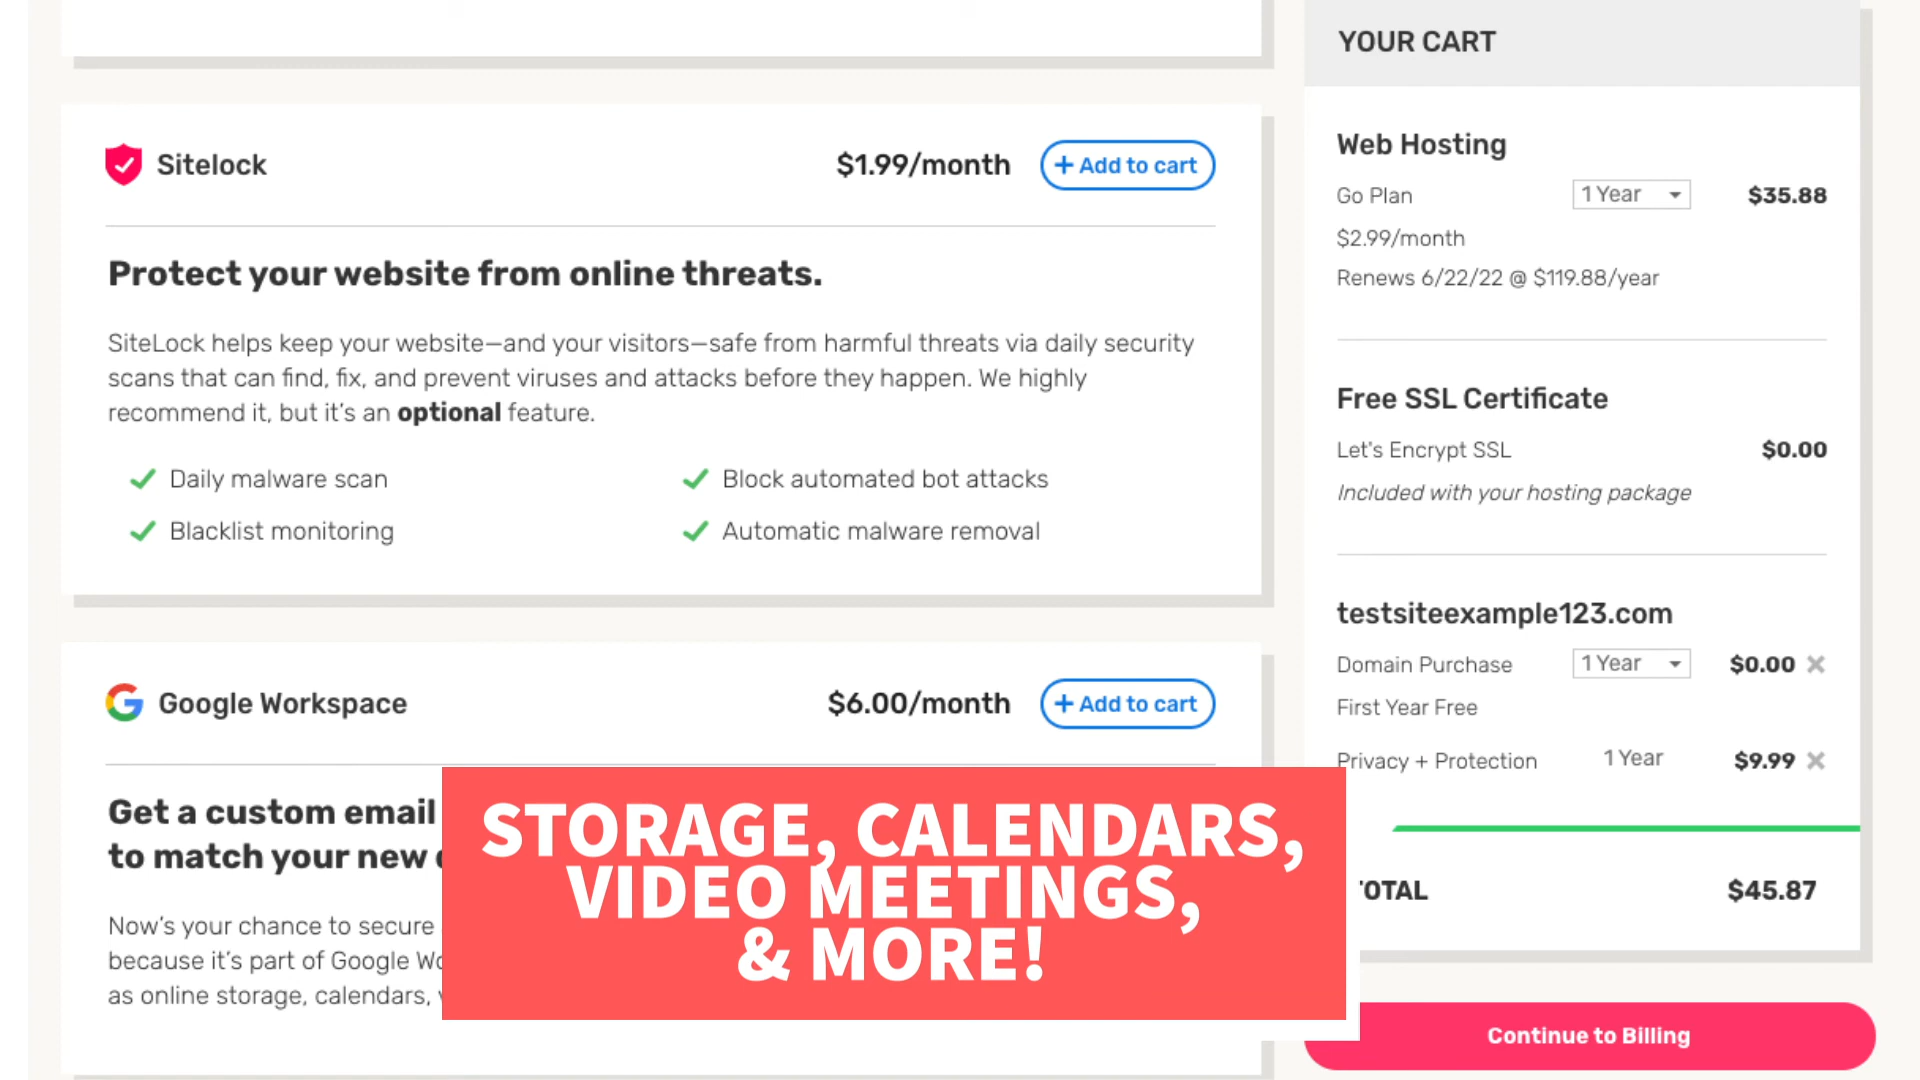 Sitelock
$1.99/month
+ Add to cart
Protect your website from online threats.
SiteLock helps keep your website—and your visitors—safe from harmful threats via daily security
scans that can find, fix, and prevent viruses and attacks before they happen. We highly
recommend it, but it's an optional feature.
Daily malware scan
Block automated bot attacks
Blacklist monitoring
Automatic malware removal
Google Workspace
$6.00/month
+ Add to cart
Get a custom email
to match your new
Now's your chance to secure
because it's part of Google
as online storage, calendars,
STORAGE, CALENDARS,
VIDEO MEETINGS,
& MORE!
YOUR CART
Web Hosting
Go Plan 1 Year $35.88
$2.99/month
Renews 6/22/22 @ $119.88/year
Free SSL Certificate
Let's Encrypt SSL $0.00
Included with your hosting package
testsiteexample123.com
Domain Purchase 1 Year $0.00
First Year Free
Privacy + Protection 1 Year $9.99
TOTAL $45.87
Continue to Billing